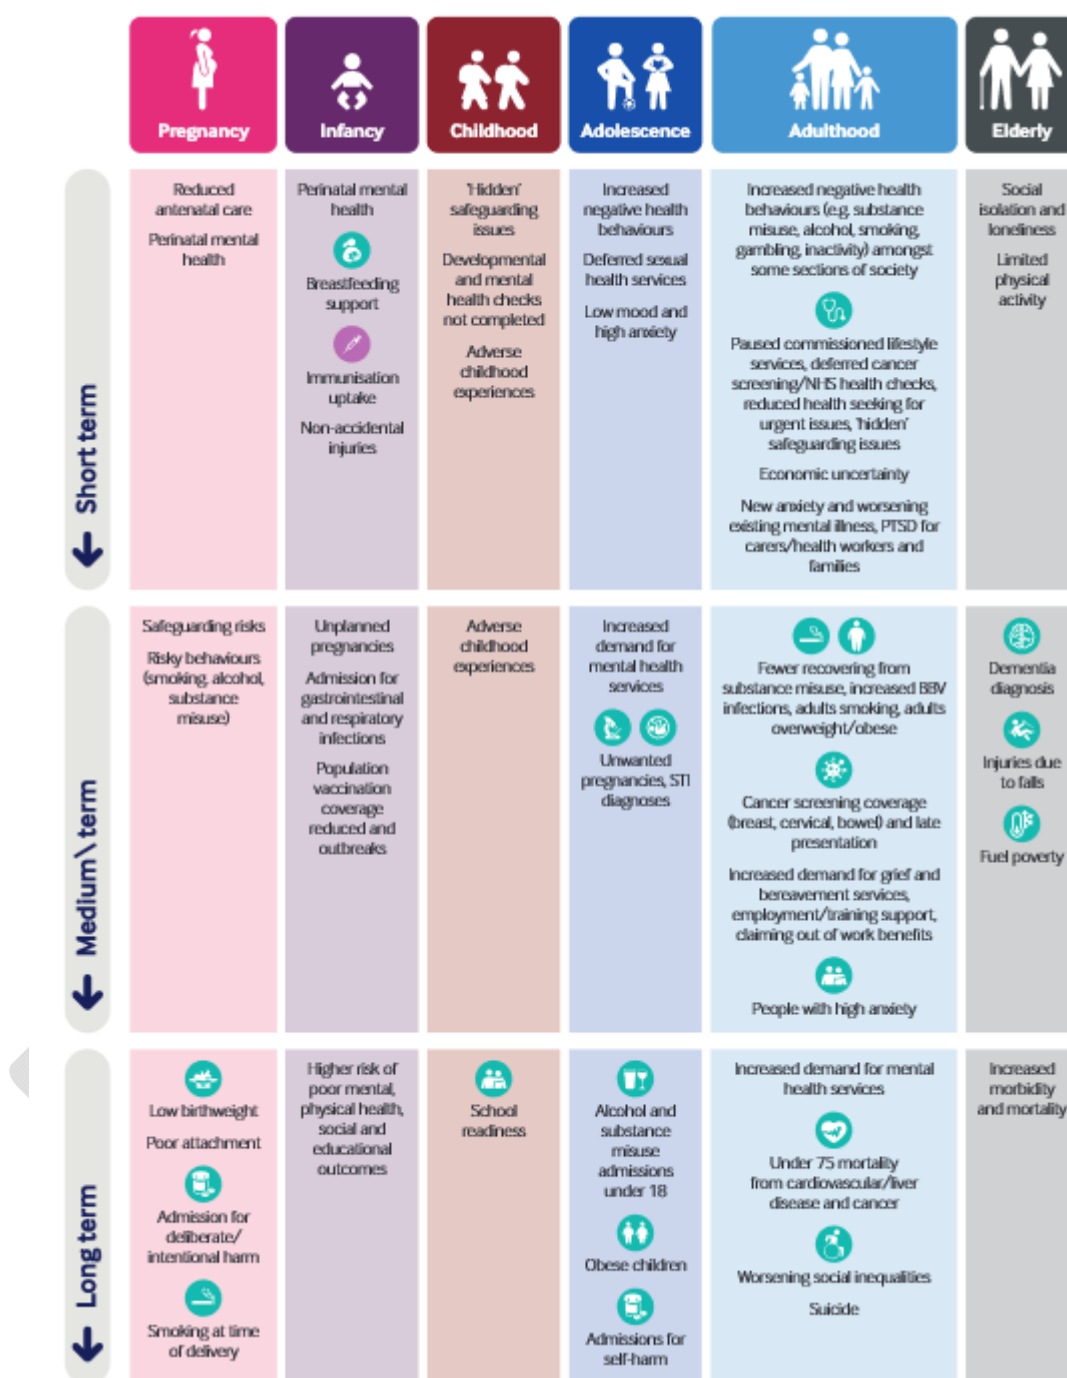 Pregnancy
Infancy
Childhood
Adolescence
Adulthood
Elderly
Short term
Reduced
antenatal care
Perinatal mental
health
Perinatal mental
health
Breastfeeding
support
Immunisation
uptake
Non-accidental
injuries
'Hidden'
safeguarding
issues
Developmental
and mental
health checks
not completed
Adverse
childhood
experiences
Increased
negative health
behaviours
Deferred sexual
health services
Low mood and
high anxiety
Increased negative health
behaviours (e.g. substance
misuse, alcohol, smoking,
gambling, inactivity) amongst
some sections of society
Paused commissioned lifestyle
services, deferred cancer
screening/NHS health checks,
reduced health seeking for
urgent issues, 'hidden'
safeguarding issues
Economic uncertainty
New anxiety and worsening
existing mental illness, PTSD for
carers/health workers and
families
Social
isolation and
loneliness
Limited
physical
activity
Medium\term
Safeguarding risks
Risky behaviours
(smoking, alcohol,
substance
misuse)
Unplanned
pregnancies
Admission for
gastrointestinal
and respiratory
infections
Population
vaccination
coverage
reduced and
outbreaks
Adverse
childhood
experiences
Increased
demand for
mental health
services
Unwanted
pregnancies, STI
diagnoses
Fewer recovering from
substance misuse, increased BBV
infections, adults smoking, adults
overweight/obese
Cancer screening coverage
(breast, cervical, bowel) and late
presentation
Increased demand for grief and
bereavement services,
employment/training support,
claiming out of work benefits
People with high anxiety
Dementia
diagnosis
Injuries due
to falls
Fuel poverty
Long term
Low birthweight
Poor attachment
Admission for
deliberate/
intentional harm
Smoking at time
of delivery
Higher risk of
poor mental,
physical health,
social and
educational
outcomes
School
readiness
Alcohol and
substance
misuse
admissions
under 18
Obese children
Admissions for
self-harm
Increased demand for mental
health services
Under 75 mortality
from cardiovascular/liver
disease and cancer
Worsening social inequalities
Suicide
Increased
morbidity
and mortality